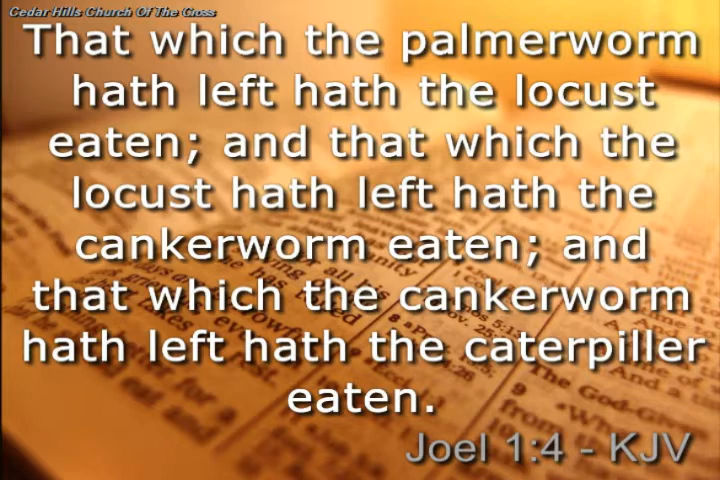 Cedar Hills Church Of The Cross
That which the palmerworm
hath left hath the locust
eaten; and that which the
locust hath left hath the
cankerworm eaten; and
that which the cankerworm
hath left hath the caterpiller
eaten.
Joel 1:4 - KJV